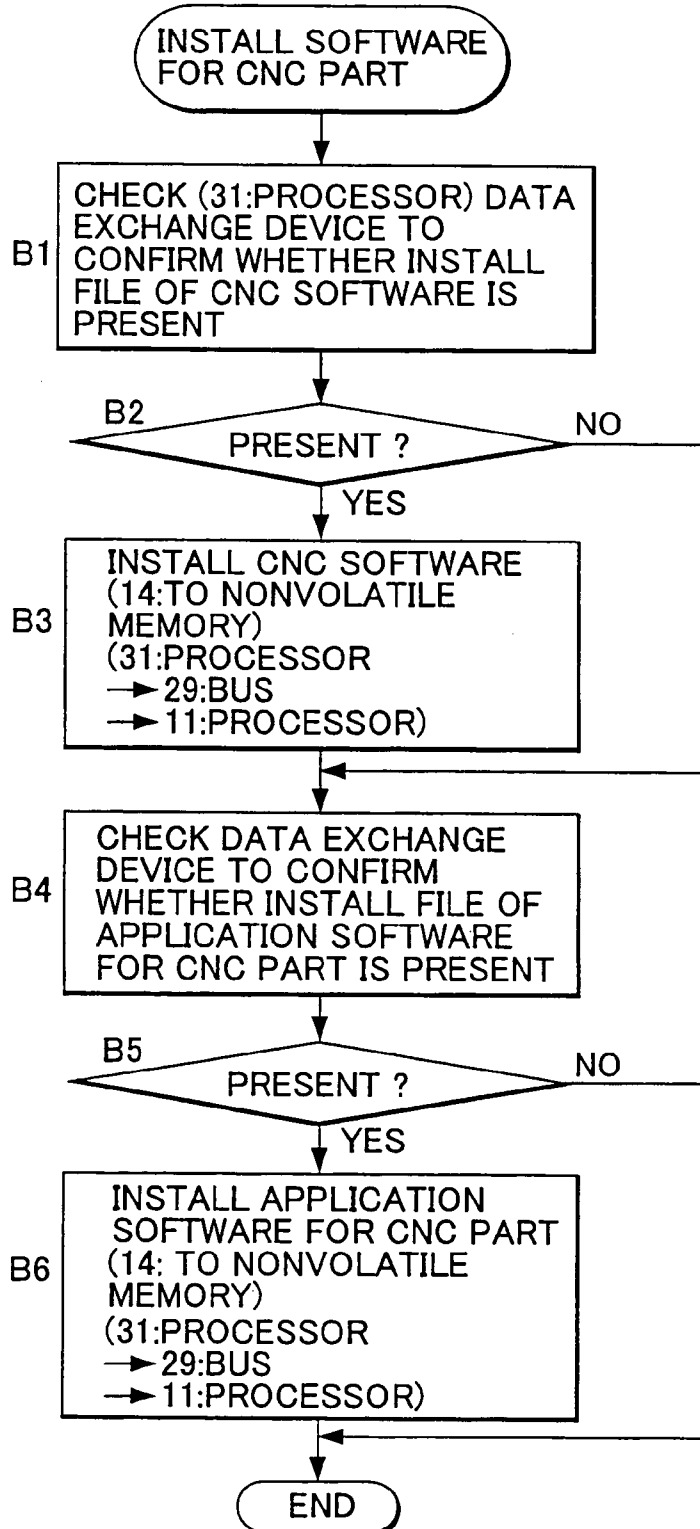 INSTALL SOFTWARE
FOR CNC PART
B1
CHECK (31:PROCESSOR) DATA
EXCHANGE DEVICE TO
CONFIRM WHETHER INSTALL
FILE OF CNC SOFTWARE IS
PRESENT
B2
PRESENT ?
NO
YES
B3
INSTALL CNC SOFTWARE
(14:TO NONVOLATILE
MEMORY)
(31:PROCESSOR
→ 29:BUS
→ 11:PROCESSOR)
B4
CHECK DATA EXCHANGE
DEVICE TO CONFIRM
WHETHER INSTALL FILE OF
APPLICATION SOFTWARE
FOR CNC PART IS PRESENT
B5
PRESENT ?
NO
YES
B6
INSTALL APPLICATION
SOFTWARE FOR CNC PART
(14: TO NONVOLATILE
MEMORY)
(31:PROCESSOR
→ 29:BUS
→ 11:PROCESSOR)
END